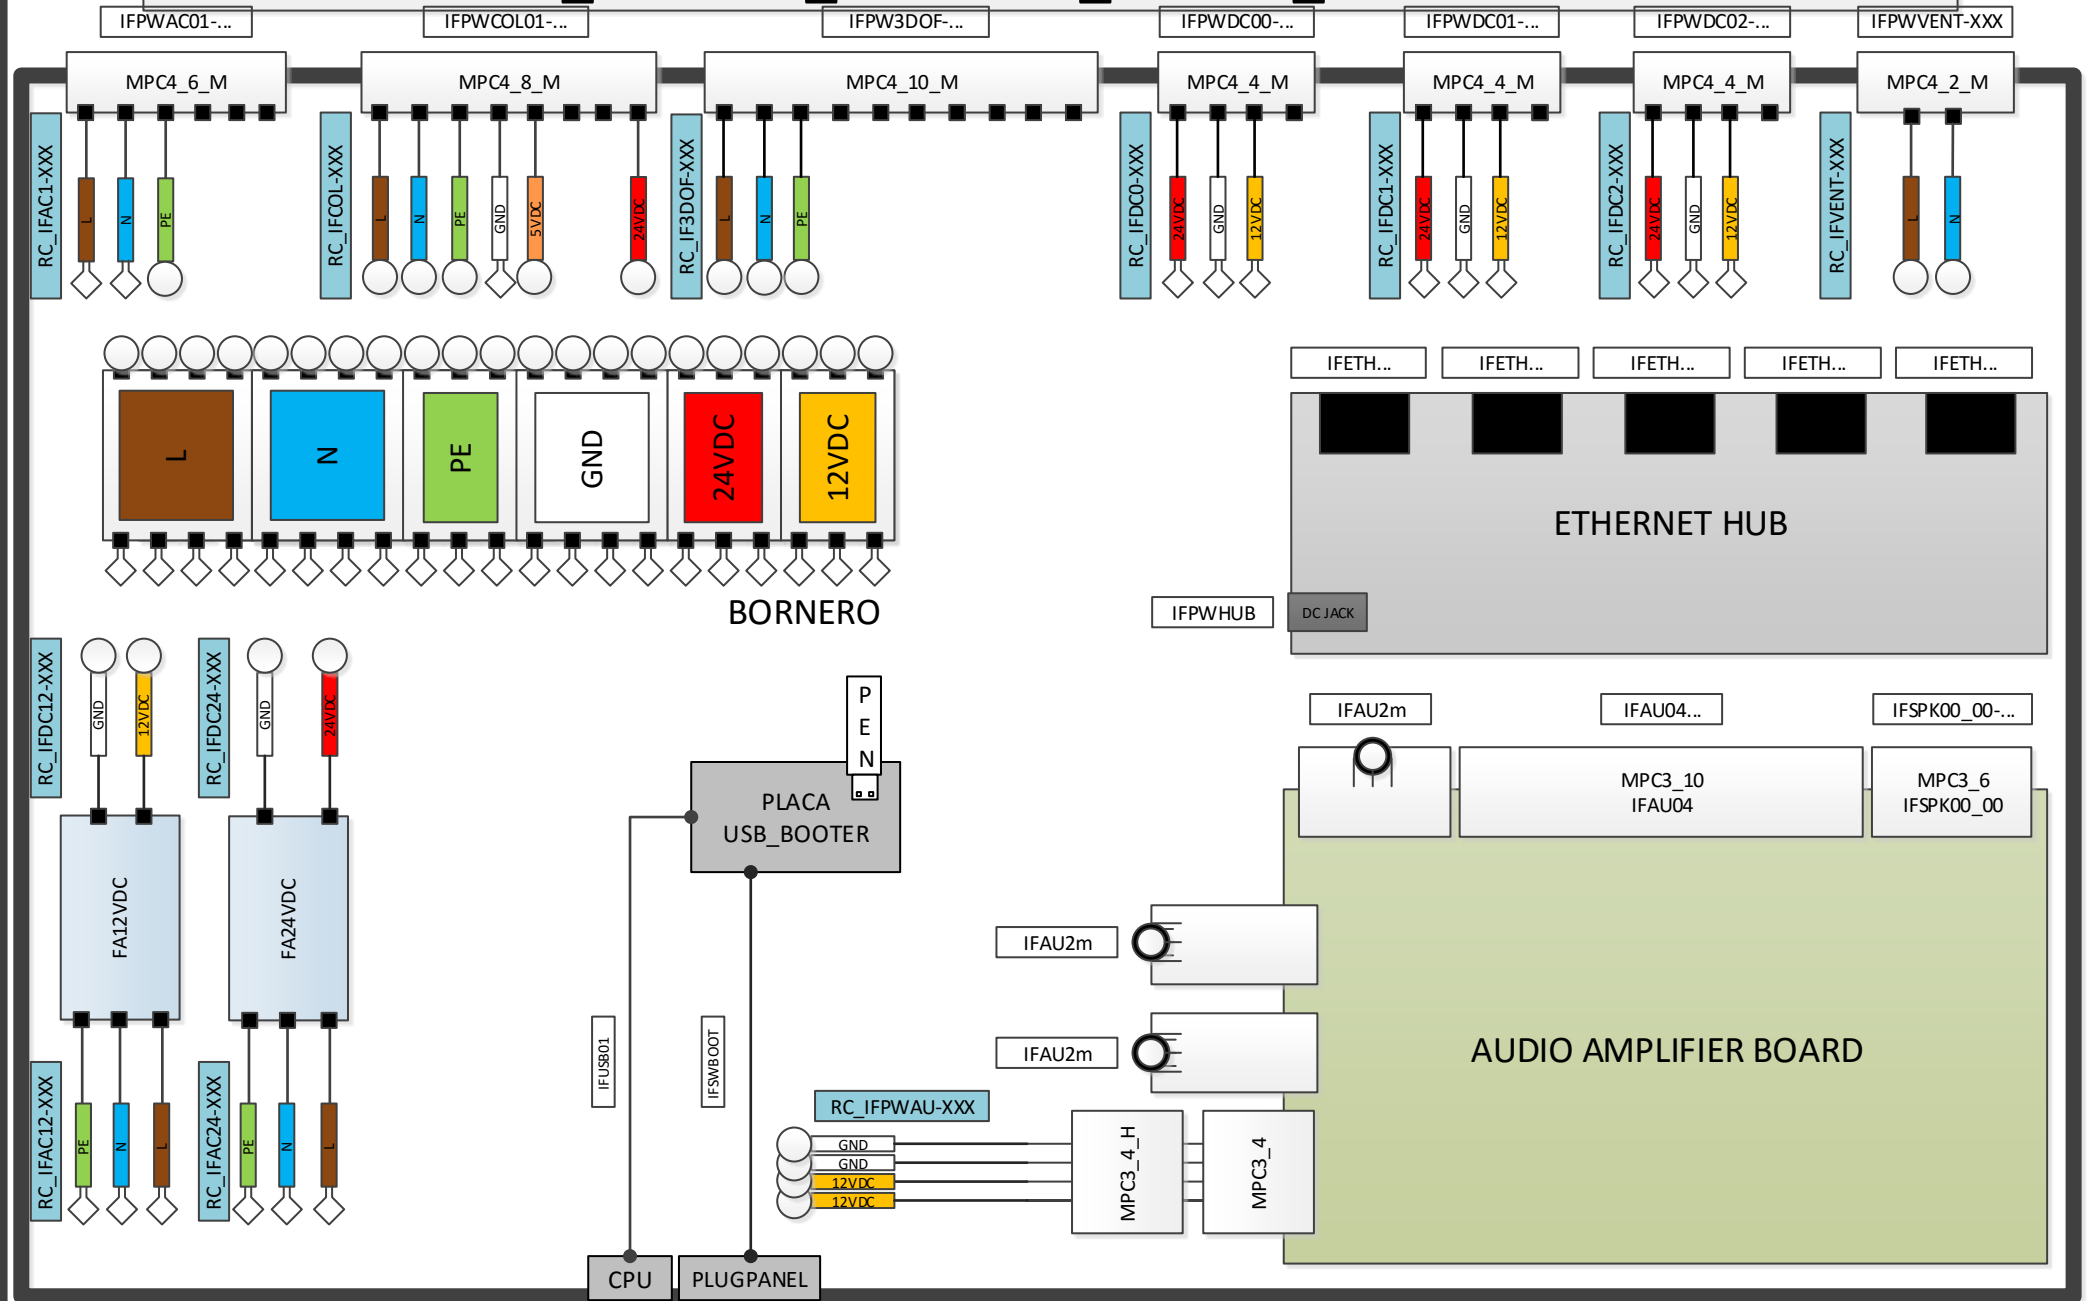 IFPWAC01-...
IFPWCOL01-...
IFPW3DOF-...
IFPWDC00-...
IFPWDC01-...
IFPWDC02-...
IFPWVENT-XXX
MPC4_6_M
MPC4_8_M
MPC4_10_M
MPC4_4_M
MPC4_4_M
MPC4_4_M
MPC4_2_M
RC_IFAC1-XXX
L
N
PE
RC_IFCOL-XXX
L
N
PE
GND
5VDC
24VDC
RC_IF3DOF-XXX
L
N
PE
RC_IFDC0-XXX
24VDC
GND
12VDC
RC_IFDC1-XXX
24VDC
GND
12VDC
RC_IFDC2-XXX
24VDC
GND
12VDC
RC_IFVENT-XXX
L
N
L
N
PE
GND
24VDC
12VDC
BORNERO
IFETH...
IFETH...
IFETH...
IFETH...
IFETH...
ETHERNET HUB
IFPWHUB
DC JACK
RC_IFDC12-XXX
GND
12VDC
RC_IFDC24-XXX
GND
24VDC
FA12VDC
FA24VDC
RC_IFAC12-XXX
PE
N
L
RC_IFAC24-XXX
PE
N
L
P
E
N
PLACA
USB_BOOTER
IFUSB01
IFSWBOOT
CPU
PLUGPANEL
IFAU2m
IFAU04...
IFSPK00_00-...
MPC3_10
IFAU04
MPC3_6
IFSPK00_00
IFAU2m
IFAU2m
AUDIO AMPLIFIER BOARD
RC_IFPWAU-XXX
GND
GND
12VDC
12VDC
MPC3_4_H
MPC3_4